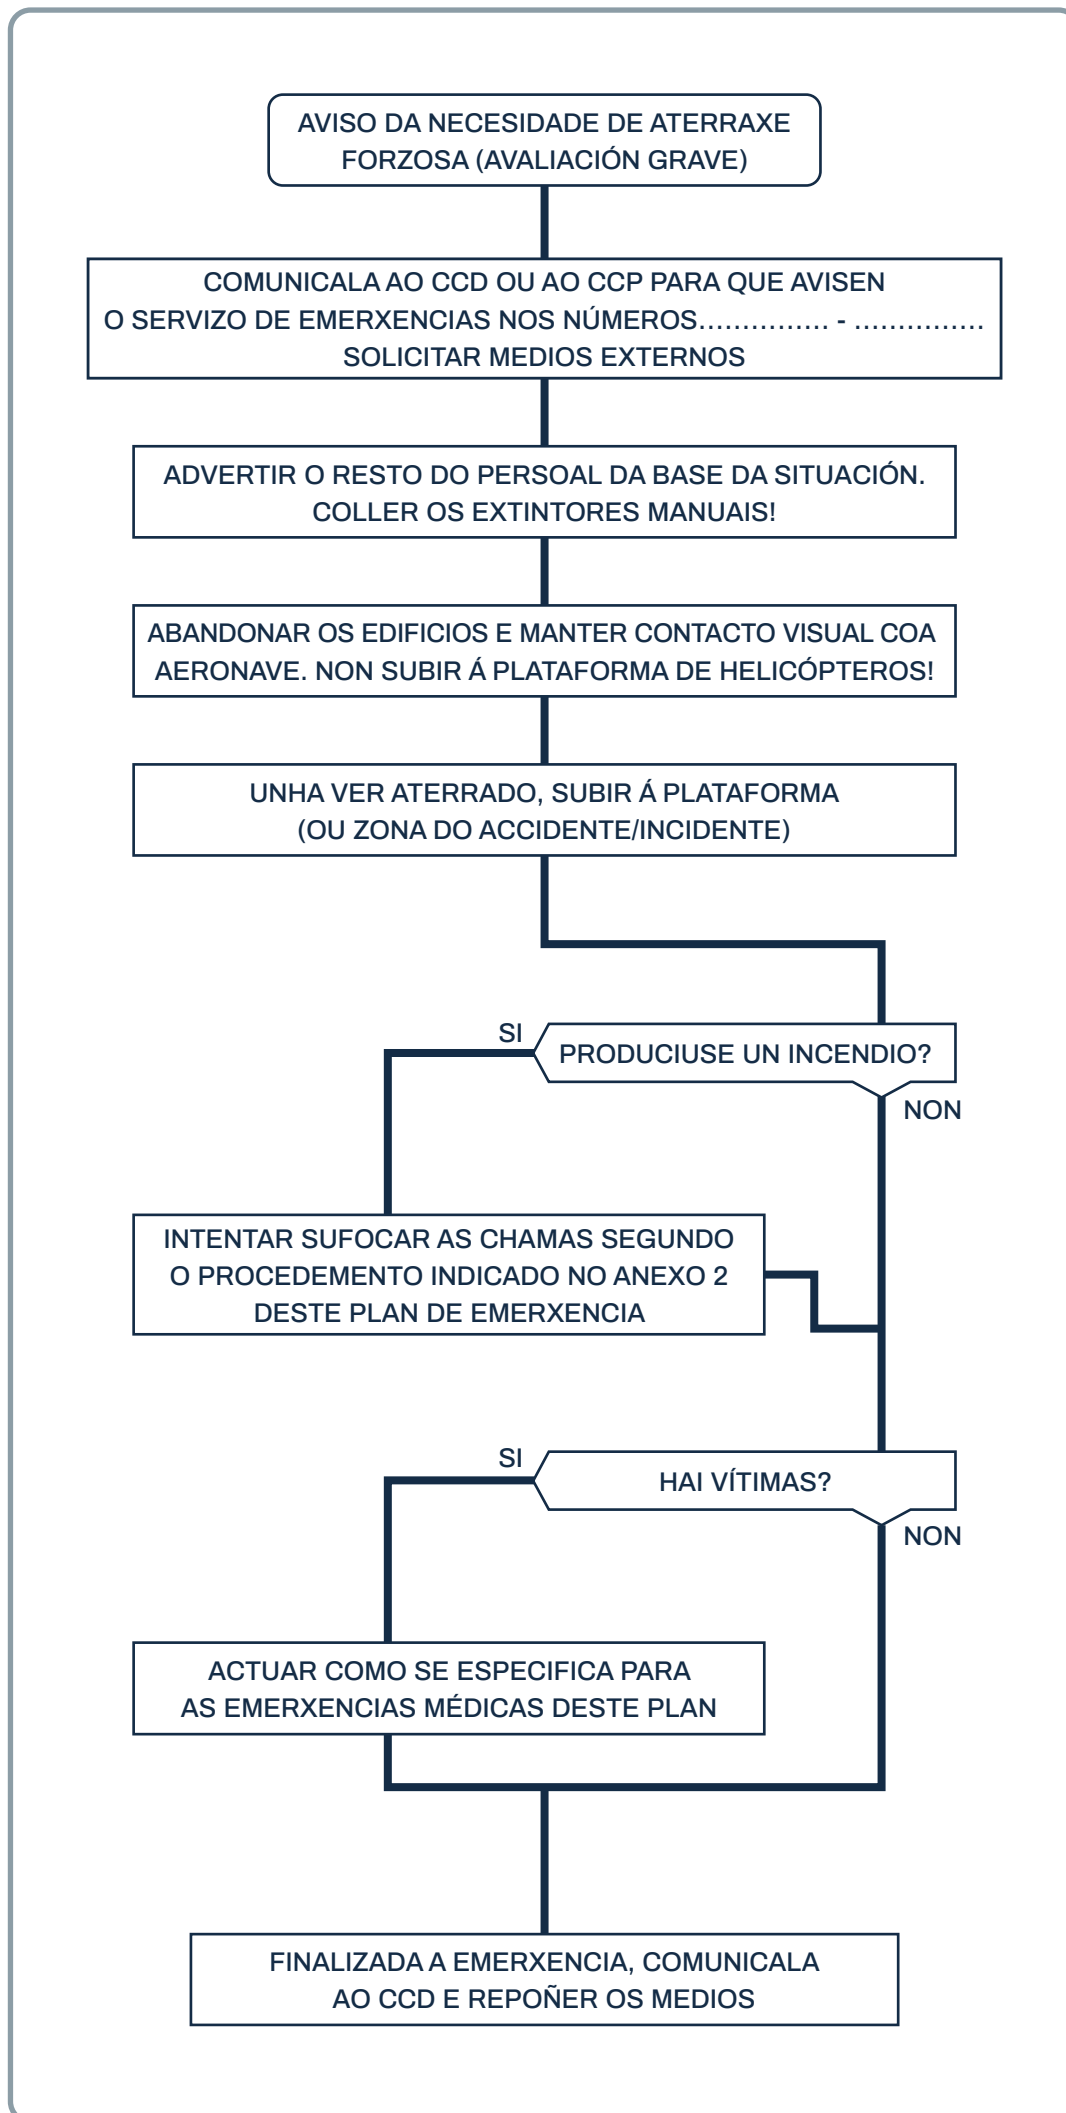 AVISO DA NECESIDADE DE ATERRAXE
FORZOSA (AVALIACIÓN GRAVE)
COMUNICALA AO CCD OU AO CCP PARA QUE AVISEN
O SERVIZO DE EMERXENCIAS NOS NÚMEROS............... - ...............
SOLICITAR MEDIOS EXTERNOS
ADVERTIR O RESTO DO PERSOAL DA BASE DA SITUACIÓN.
COLLER OS EXTINTORES MANUAIS!
ABANDONAR OS EDIFICIOS E MANTER CONTACTO VISUAL COA
AERONAVE. NON SUBIR Á PLATAFORMA DE HELICÓPTEROS!
UNHA VER ATERRADO, SUBIR Á PLATAFORMA
(OU ZONA DO ACCIDENTE/INCIDENTE)
SI
PRODUCIUSE UN INCENDIO?
NON
INTENTAR SUFOCAR AS CHAMAS SEGUNDO
O PROCEDEMENTO INDICADO NO ANEXO 2
DESTE PLAN DE EMERXENCIA
SI
HAI VÍTIMAS?
NON
ACTUAR COMO SE ESPECIFICA PARA
AS EMERXENCIAS MÉDICAS DESTE PLAN
FINALIZADA A EMERXENCIA, COMUNICALA
AO CCD E REPOÑER OS MEDIOS